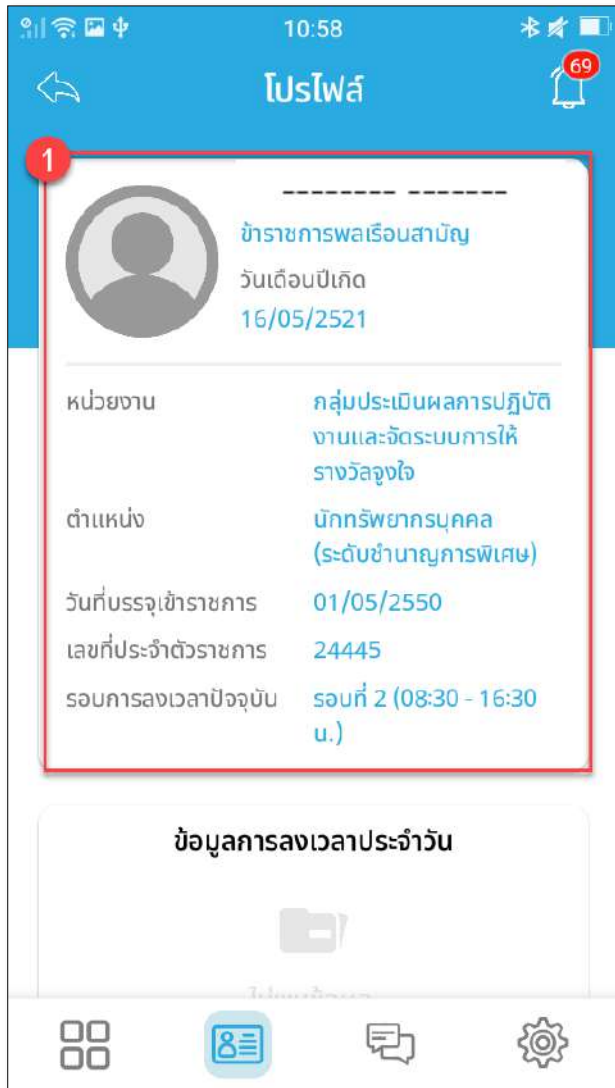 10:58
โปรไฟล์
69
1
-------- -------
ข้าราชการพลเรือนสามัญ
วันเดือนปีเกิด
16/05/2521
หน่วยงาน กลุ่มประเมินผลการปฏิบัติ
งานและจัดระบบการให้
รางวัลจูงใจ
ตำแหน่ง นักทรัพยากรบุคคล
(ระดับชำนาญการพิเศษ)
วันที่บรรจุเข้าราชการ 01/05/2550
เลขที่ประจำตัวราชการ 24445
รอบการลงเวลาปัจจุบัน รอบที่ 2 (08:30 - 16:30
น.)
ข้อมูลการลงเวลาประจำวัน